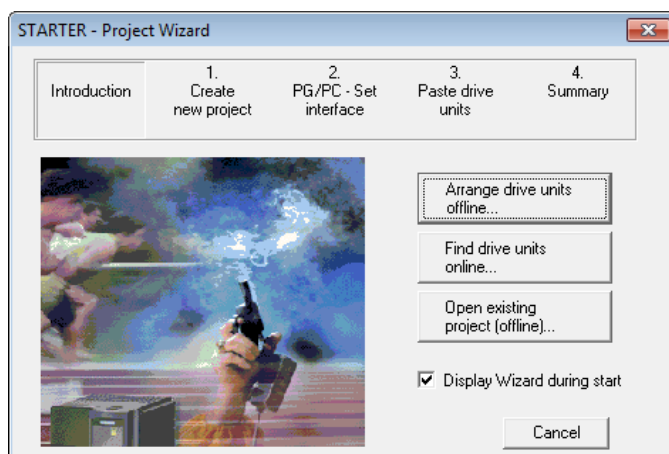 STARTER - Project Wizard
Introduction
1.
Create
new project
2.
PG/PC - Set
interface
3.
Paste drive
units
4.
Summary
Arrange drive units
offline...
Find drive units
online...
Open existing
project (offline)...
Display Wizard during start
Cancel